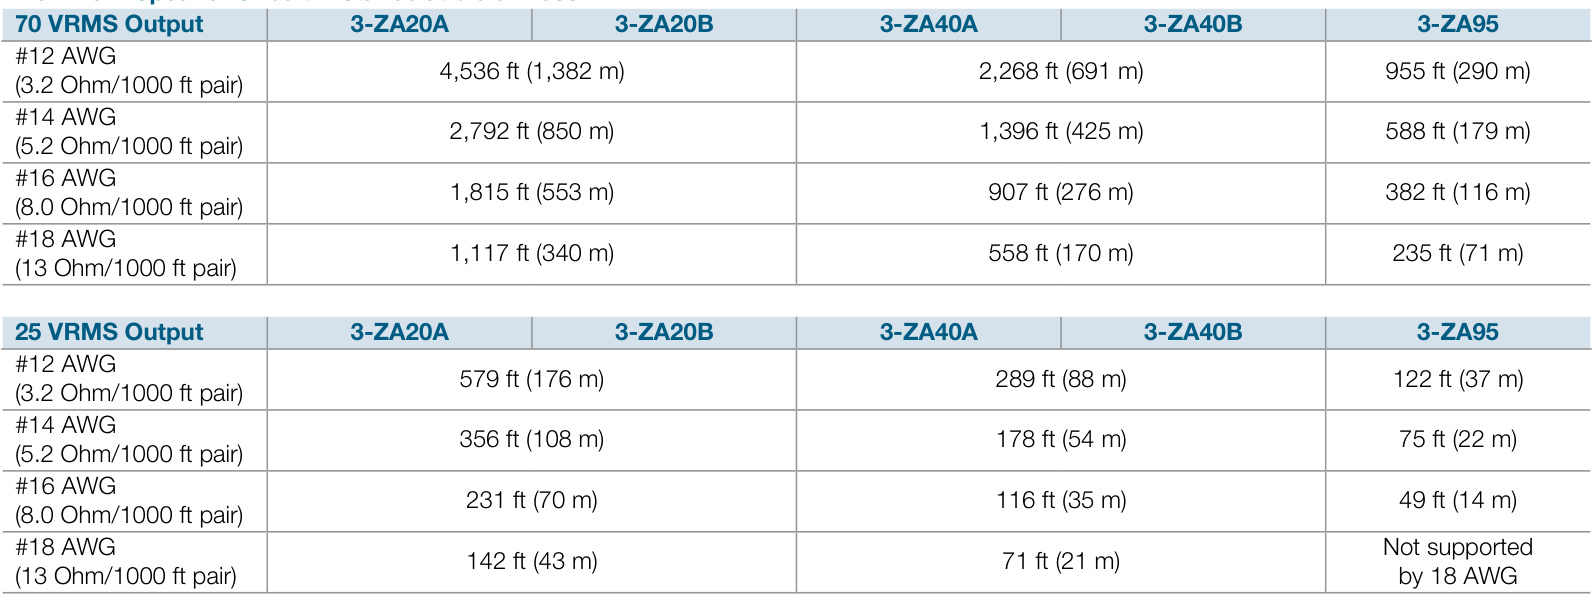 70 VRMS Output 3-ZA20A 3-ZA20B 3-ZA40A 3-ZA40B 3-ZA95
#12 AWG
(3.2 Ohm/1000 ft pair) 4,536 ft (1,382 m) 2,268 ft (691 m) 955 ft (290 m)
#14 AWG
(5.2 Ohm/1000 ft pair) 2,792 ft (850 m) 1,396 ft (425 m) 588 ft (179 m)
#16 AWG
(8.0 Ohm/1000 ft pair) 1,815 ft (553 m) 907 ft (276 m) 382 ft (116 m)
#18 AWG
(13 Ohm/1000 ft pair) 1,117 ft (340 m) 558 ft (170 m) 235 ft (71 m)
25 VRMS Output 3-ZA20A 3-ZA20B 3-ZA40A 3-ZA40B 3-ZA95
#12 AWG
(3.2 Ohm/1000 ft pair) 579 ft (176 m) 289 ft (88 m) 122 ft (37 m)
#14 AWG
(5.2 Ohm/1000 ft pair) 356 ft (108 m) 178 ft (54 m) 75 ft (22 m)
#16 AWG
(8.0 Ohm/1000 ft pair) 231 ft (70 m) 116 ft (35 m) 49 ft (14 m)
#18 AWG
(13 Ohm/1000 ft pair) 142 ft (43 m) 71 ft (21 m) Not supported
by 18 AWG